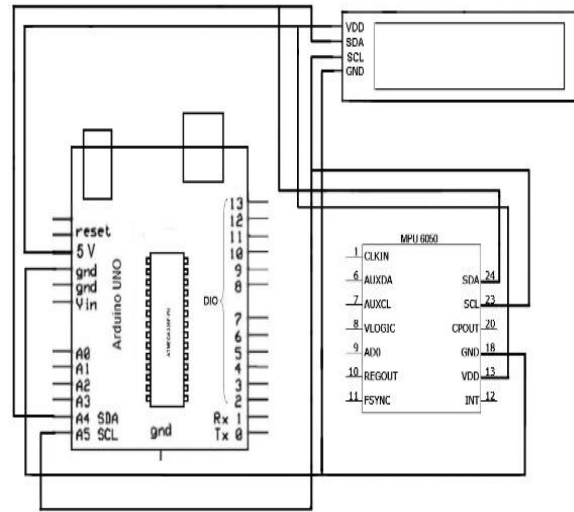 VDD
SDA
SCL
GND
reset
5V
gnd
gnd
Vin
A0
A1
A2
A3
A4 SDA
A5 SCL
Arduino UNO
13
12
11
10
9
8
DIO
7
6
5
4
3
2
Rx 1
Tx 0
gnd
MPU 6050
1 CLKIN
6 AUXDA SDA 24
7 AUXCL SCL 23
8 VLOGIC CPOUT 20
9 AD0 GND 18
10 REGOUT VDD 13
11 FSYNC INT 12